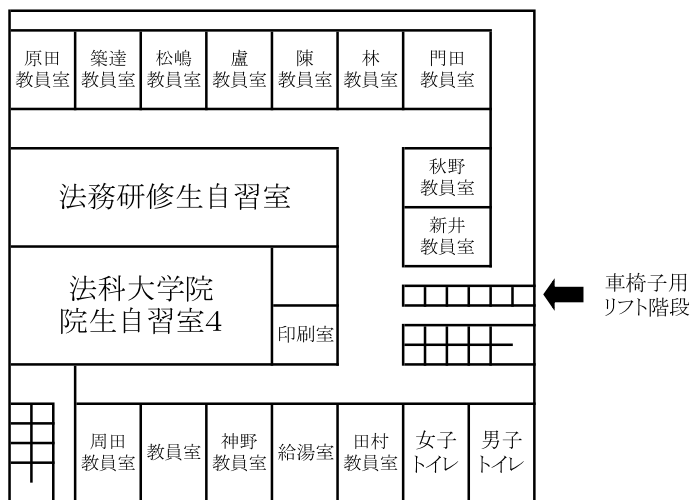 原田
教員室
築達
教員室
松嶋
教員室
盧
教員室
陳
教員室
林
教員室
門田
教員室
法務研修生自習室
秋野
教員室
新井
教員室
法科大学院
院生自習室4
印刷室
車椅子用
リフト階段
周田
教員室
教員室
神野
教員室
給湯室
田村
教員室
女子
トイレ
男子
トイレ